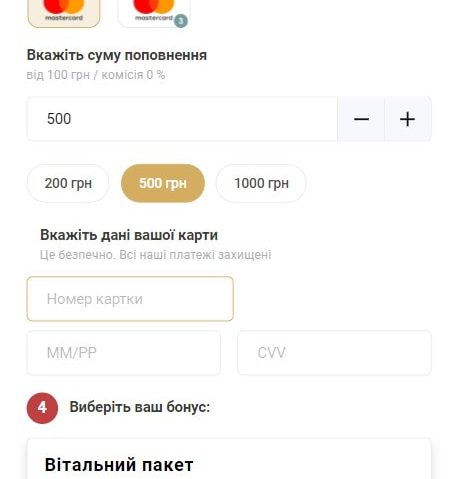 mastercard
mastercard 3
Вкажіть суму поповнення
від 100 грн / комісія 0 %
500 − +
200 грн 500 грн 1000 грн
Вкажіть дані вашої карти
Це безпечно. Всі наші платежі захищені
Номер картки
ММ/РР CVV
4 Виберіть ваш бонус:
Вітальний пакет